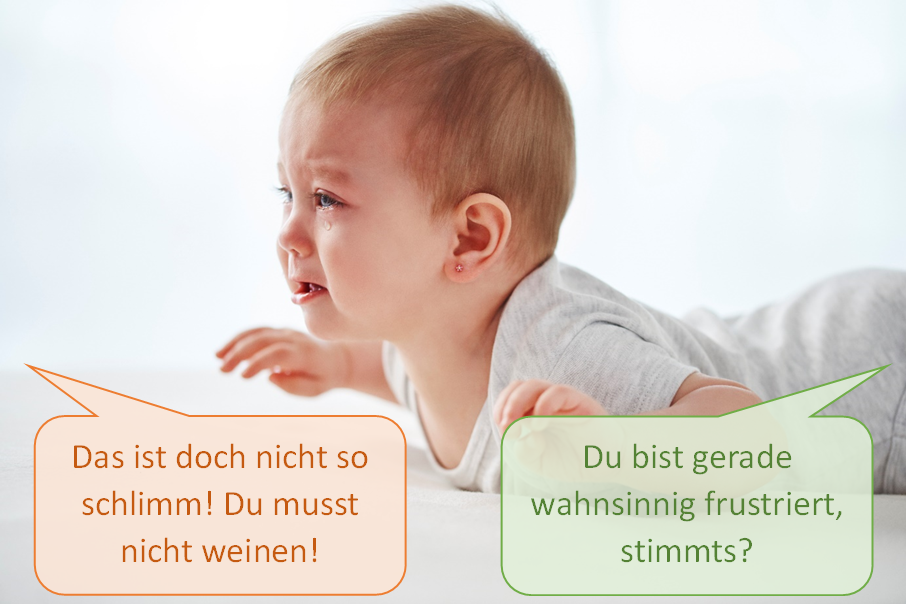 Das ist doch nicht so
schlimm! Du musst
nicht weinen!
Du bist gerade
wahnsinnig frustriert,
stimmts?